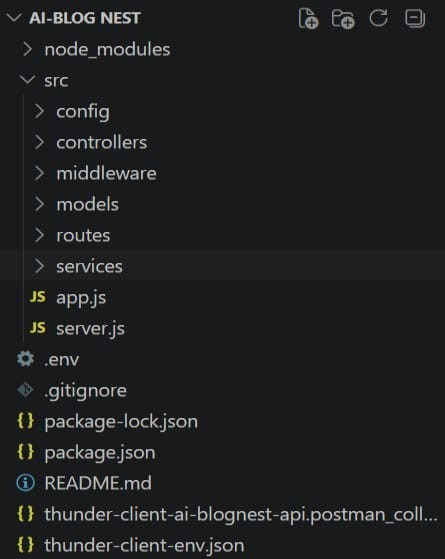 AI-BLOG NEST
node_modules
src
config
controllers
middleware
models
routes
services
JS app.js
JS server.js
.env
.gitignore
{} package-lock.json
{} package.json
README.md
{} thunder-client-ai-blognest-api.postman_coll...
{} thunder-client-env.json